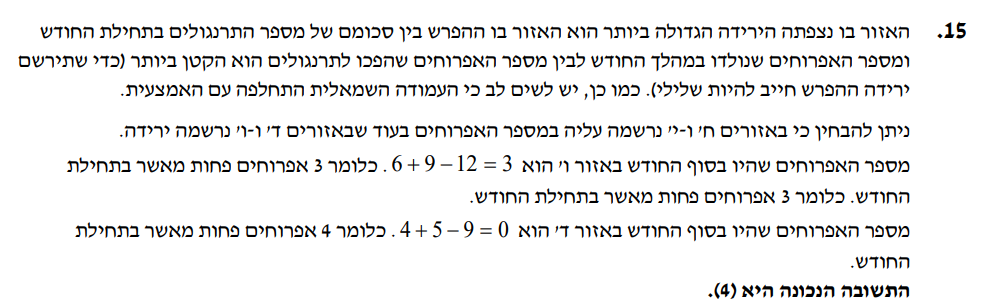 15. האזור בו נצפתה הירידה הגדולה ביותר הוא האזור בו ההפרש בין סכומם של מספר התרנגולים בתחילת החודש
ומספר האפרוחים שנולדו במהלך החודש לבין מספר האפרוחים שהפכו לתרנגולים הוא הקטן ביותר (כדי שתירשם
ירידה ההפרש חייב להיות שלילי). כמו כן, יש לשים לב כי העמודה השמאלית התחלפה עם האמצעית.
ניתן להבחין כי באזורים ח׳ ו-י׳ נרשמה עליה במספר האפרוחים בעוד שבאזורים ד׳ ו-ו׳ נרשמה ירידה.
מספר האפרוחים שהיו בסוף החודש באזור ו׳ הוא 6 + 9 − 12 = 3. כלומר 3 אפרוחים פחות מאשר בתחילת
החודש. כלומר 3 אפרוחים פחות מאשר בתחילת החודש.
מספר האפרוחים שהיו בסוף החודש באזור ד׳ הוא 4 + 5 − 9 = 0. כלומר 4 אפרוחים פחות מאשר בתחילת
החודש.
התשובה הנכונה היא (4).